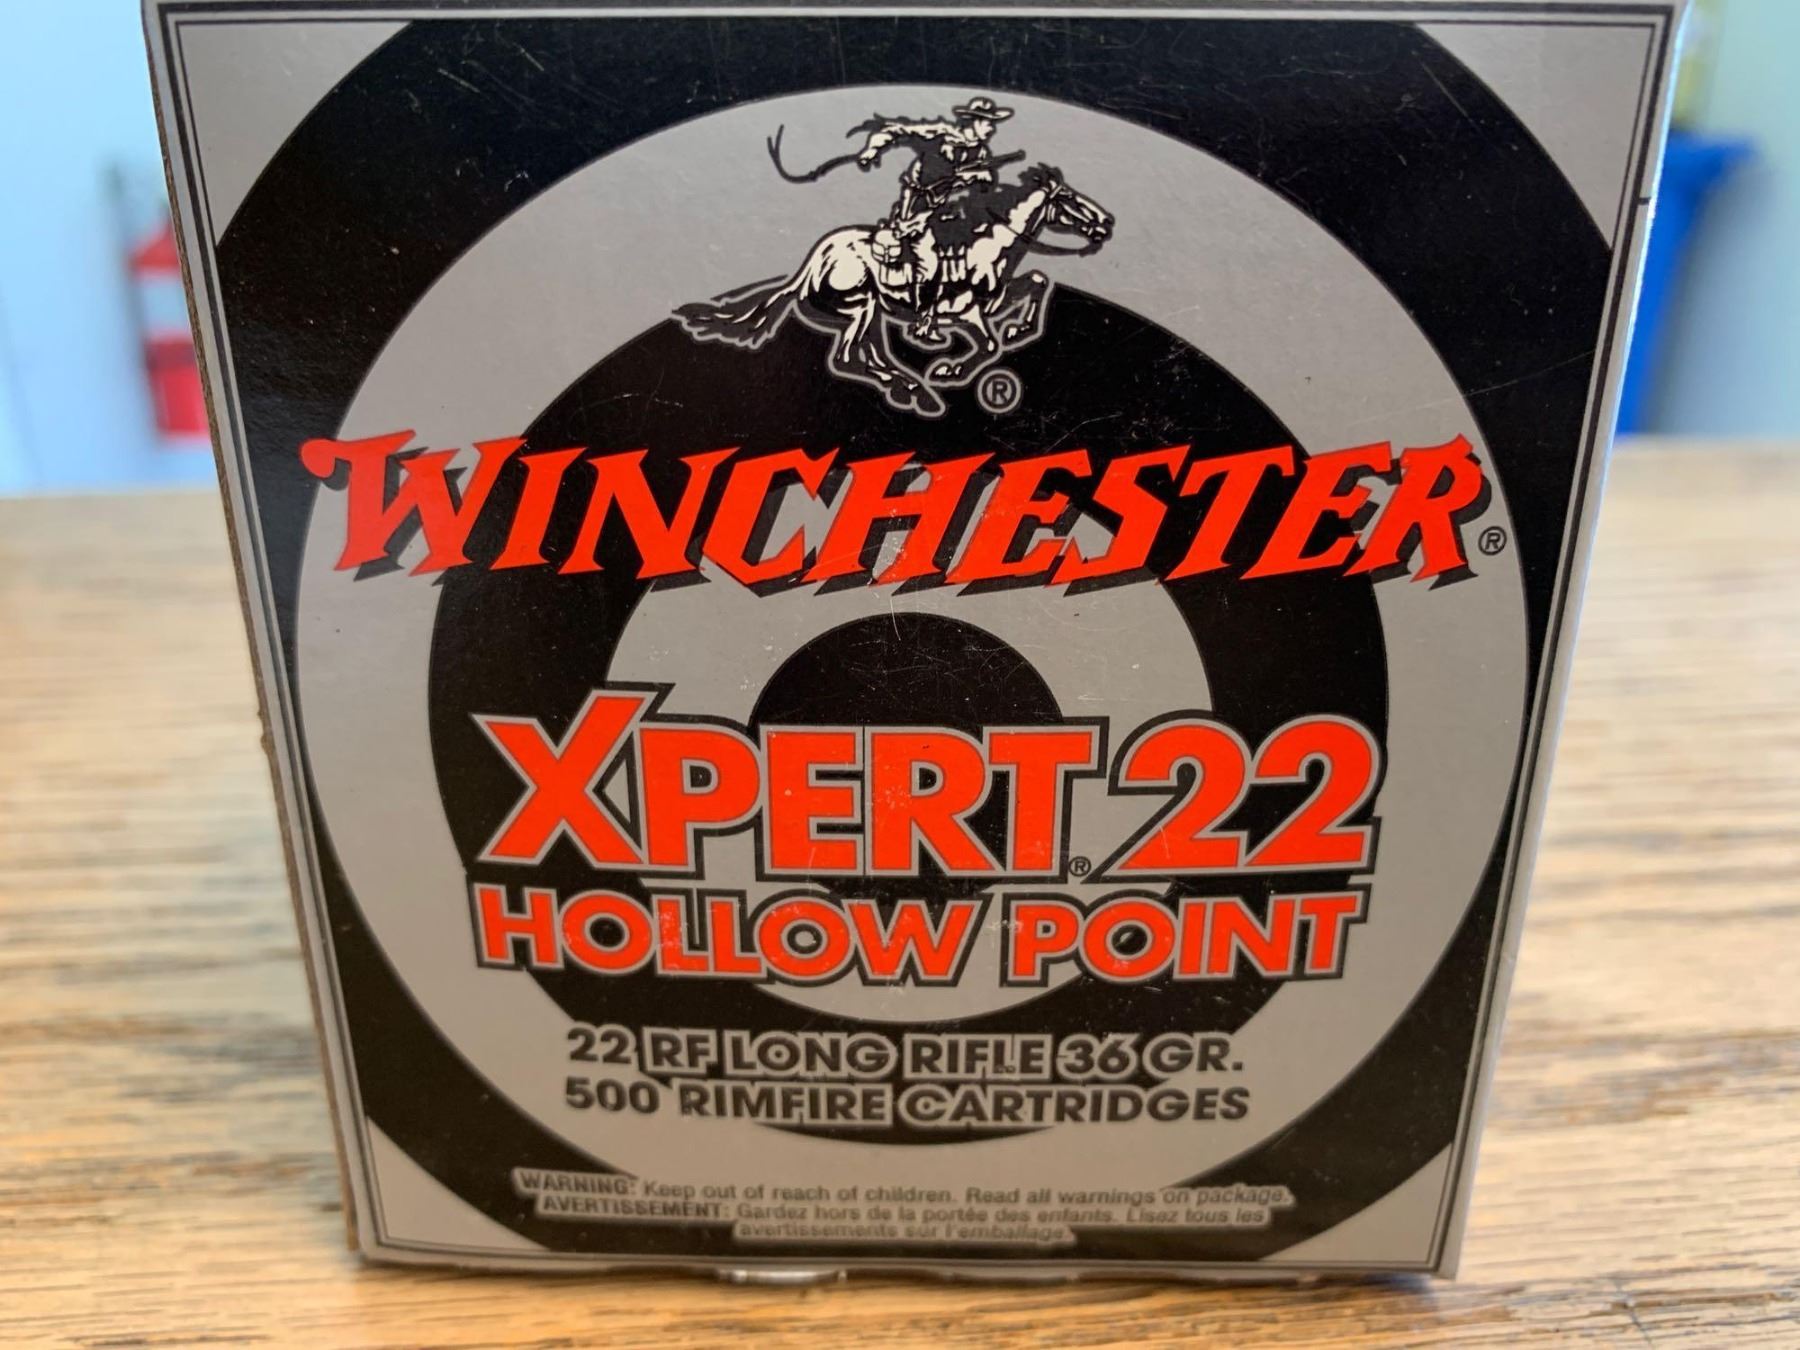 ®
WINCHESTER®
XPERT® 22
HOLLOW POINT
22 RF LONG RIFLE 36 GR.
500 RIMFIRE CARTRIDGES
WARNING: Keep out of reach of children. Read all warnings on package.
AVERTISSEMENT: Gardez hors de la portée des enfants. Lisez tous les
avertissements sur l'emballage.